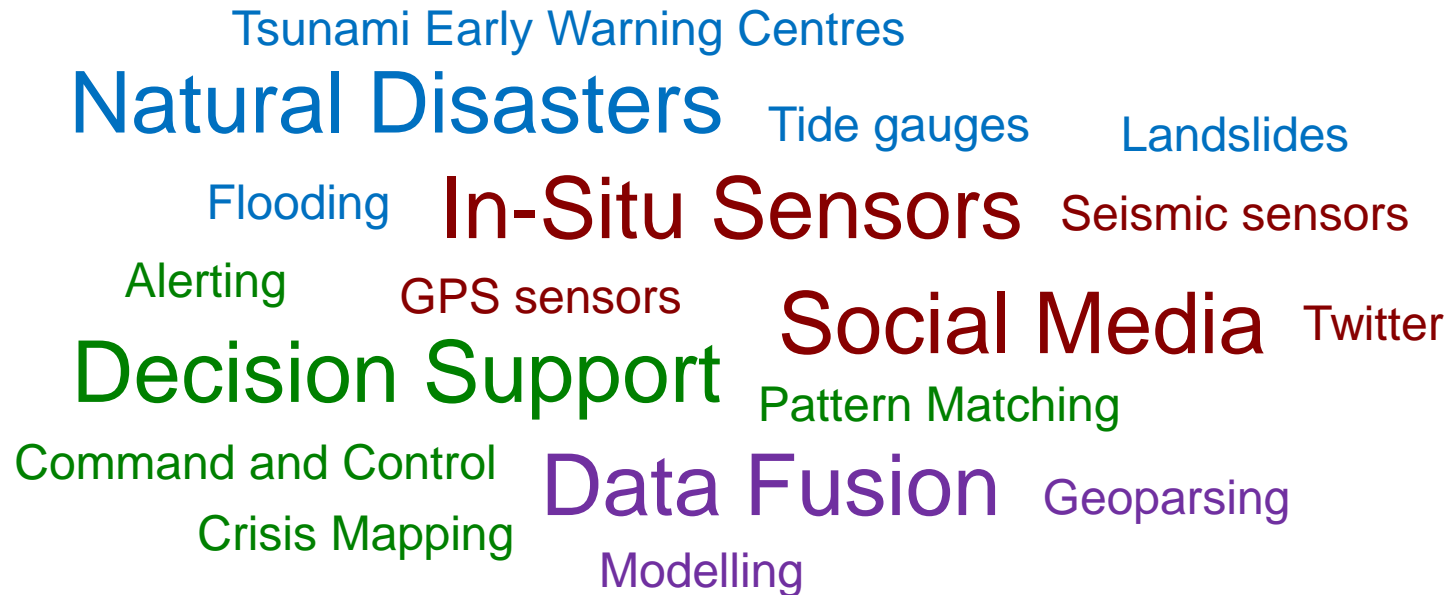 Tsunami Early Warning Centres
Natural Disasters
Tide gauges
Landslides
Flooding
In-Situ Sensors
Seismic sensors
Alerting
GPS sensors
Social Media
Twitter
Decision Support
Pattern Matching
Command and Control
Data Fusion
Geoparsing
Crisis Mapping
Modelling